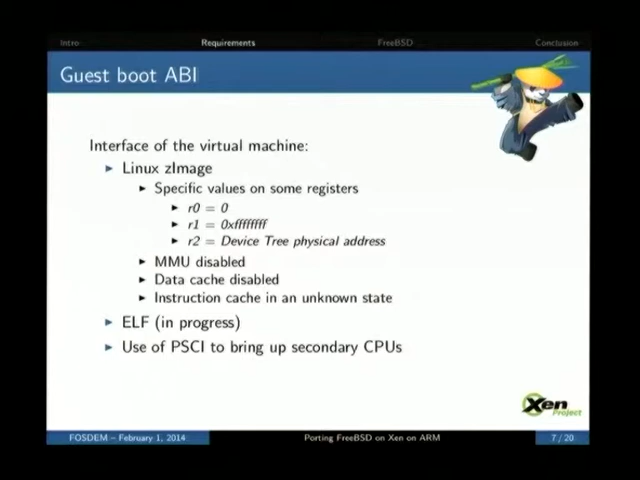 Intro Requirements FreeBSD Conclusion
Guest boot ABI
Interface of the virtual machine:
Linux zImage
Specific values on some registers
r0 = 0
r1 = 0xffffffff
r2 = Device Tree physical address
MMU disabled
Data cache disabled
Instruction cache in an unknown state
ELF (in progress)
Use of PSCI to bring up secondary CPUs
Xen
Project
FOSDEM – February 1, 2014 Porting FreeBSD on Xen on ARM 7 / 20